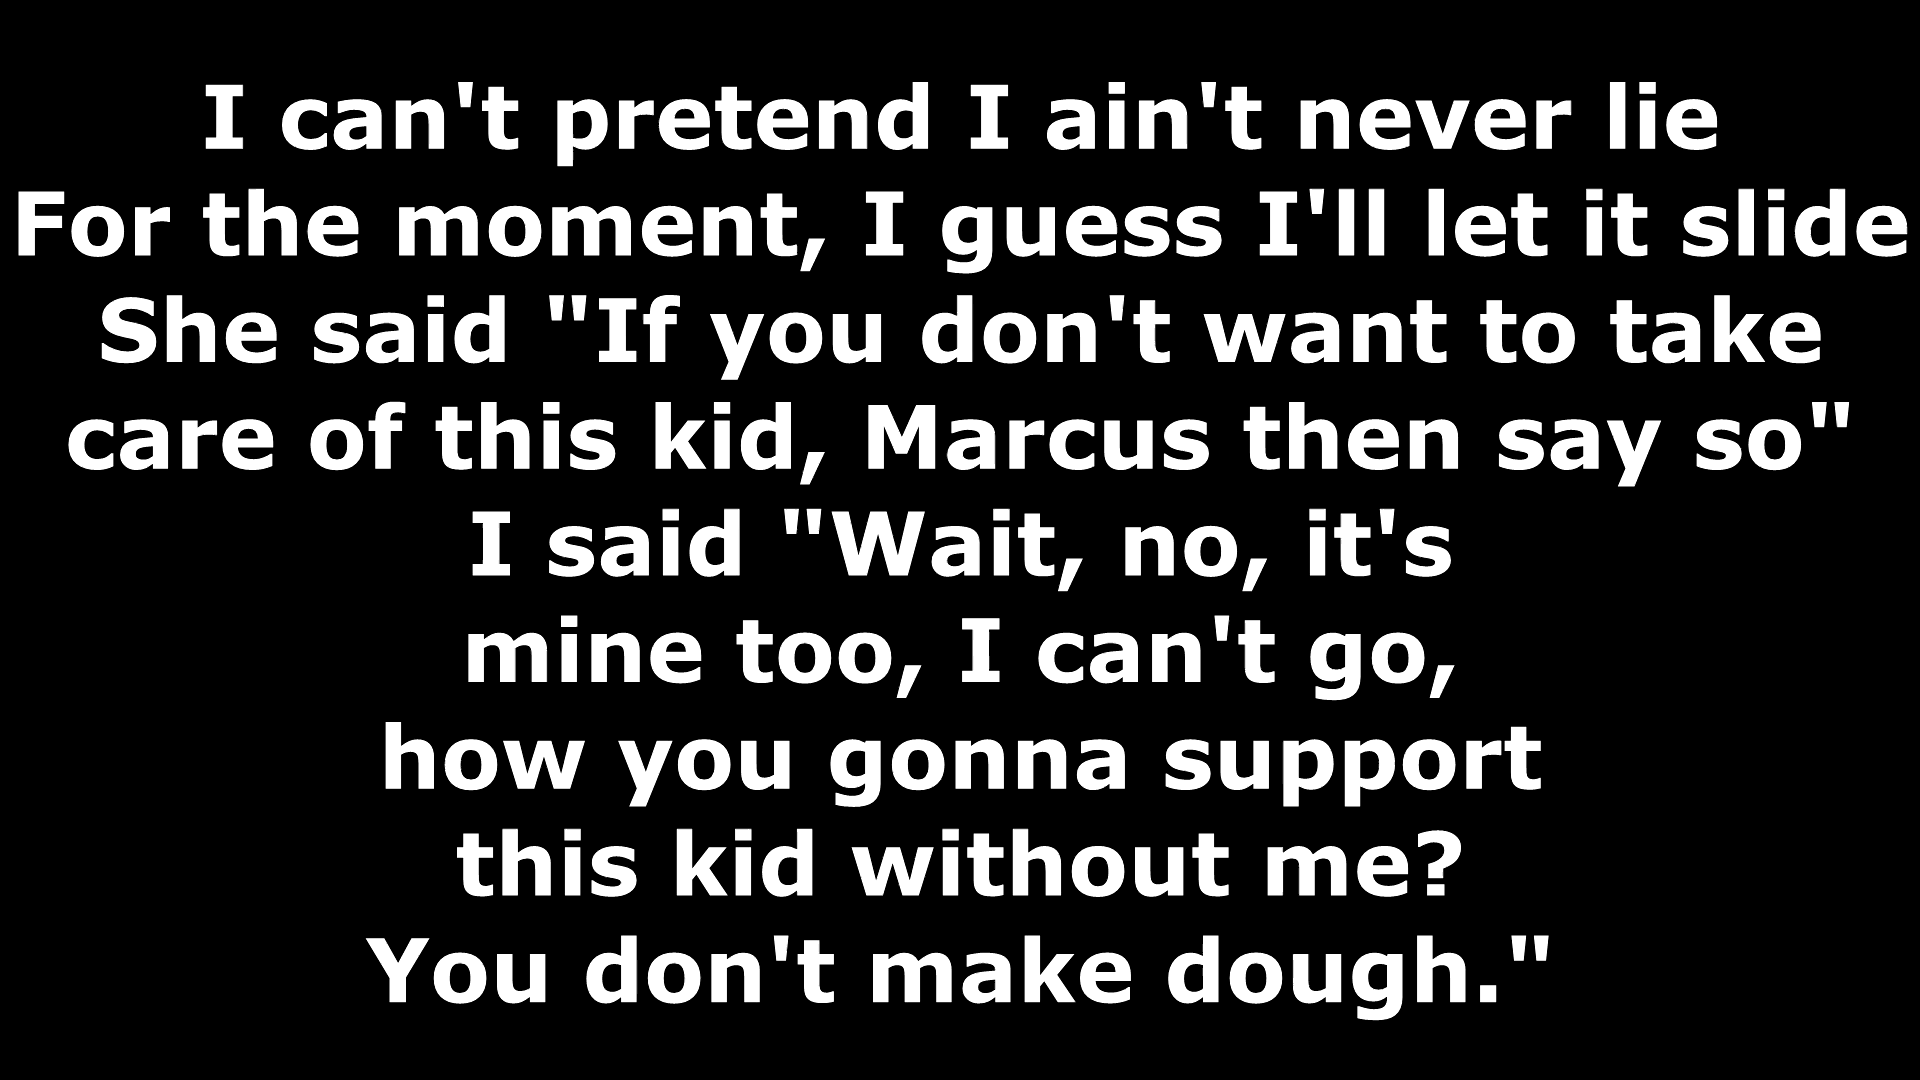 I can't pretend I ain't never lie
For the moment, I guess I'll let it slide
She said "If you don't want to take
care of this kid, Marcus then say so"
I said "Wait, no, it's
mine too, I can't go,
how you gonna support
this kid without me?
You don't make dough."